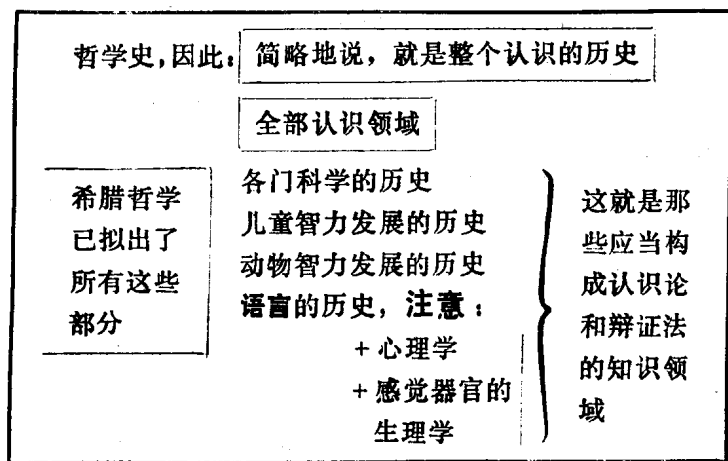 哲学史，因此：简略地说，就是整个认识的历史
全部认识领域
希腊哲学
已拟出了
所有这些
部分
各门科学的历史
儿童智力发展的历史
动物智力发展的历史
语言的历史，注意：
+心理学
+感觉器官的
生理学
这就是那
些应当构
成认识论
和辩证法
的知识领
域